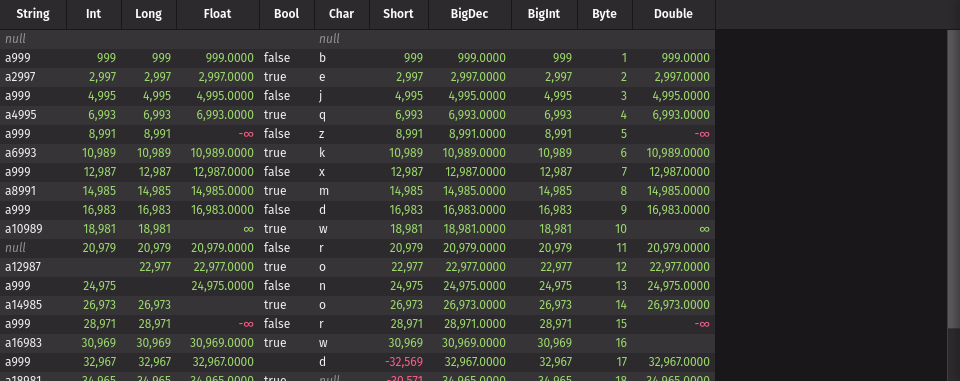 String Int Long Float Bool Char Short BigDec BigInt Byte Double
null null
a999 999 999 999.0000 false b 999 999.0000 999 1 999.0000
a2997 2,997 2,997 2,997.0000 true e 2,997 2,997.0000 2,997 2 2,997.0000
a999 4,995 4,995 4,995.0000 false j 4,995 4,995.0000 4,995 3 4,995.0000
a4995 6,993 6,993 6,993.0000 true q 6,993 6,993.0000 6,993 4 6,993.0000
a999 8,991 8,991 -∞ false z 8,991 8,991.0000 8,991 5 -∞
a6993 10,989 10,989 10,989.0000 true k 10,989 10,989.0000 10,989 6 10,989.0000
a999 12,987 12,987 12,987.0000 false x 12,987 12,987.0000 12,987 7 12,987.0000
a8991 14,985 14,985 14,985.0000 true m 14,985 14,985.0000 14,985 8 14,985.0000
a999 16,983 16,983 16,983.0000 false d 16,983 16,983.0000 16,983 9 16,983.0000
a10989 18,981 18,981 ∞ true w 18,981 18,981.0000 18,981 10 ∞
null 20,979 20,979 20,979.0000 false r 20,979 20,979.0000 20,979 11 20,979.0000
a12987 22,977 22,977.0000 true o 22,977 22,977.0000 22,977 12 22,977.0000
a999 24,975 24,975.0000 false n 24,975 24,975.0000 24,975 13 24,975.0000
a14985 26,973 26,973 true o 26,973 26,973.0000 26,973 14 26,973.0000
a999 28,971 28,971 -∞ false r 28,971 28,971.0000 28,971 15 -∞
a16983 30,969 30,969 30,969.0000 true w 30,969 30,969.0000 30,969 16
a999 32,967 32,967 32,967.0000 d -32,569 32,967.0000 32,967 17 32,967.0000
a18981 34,965 34,965 34,965.0000 true null -30,571 34,965.0000 34,965 18 34,965.0000